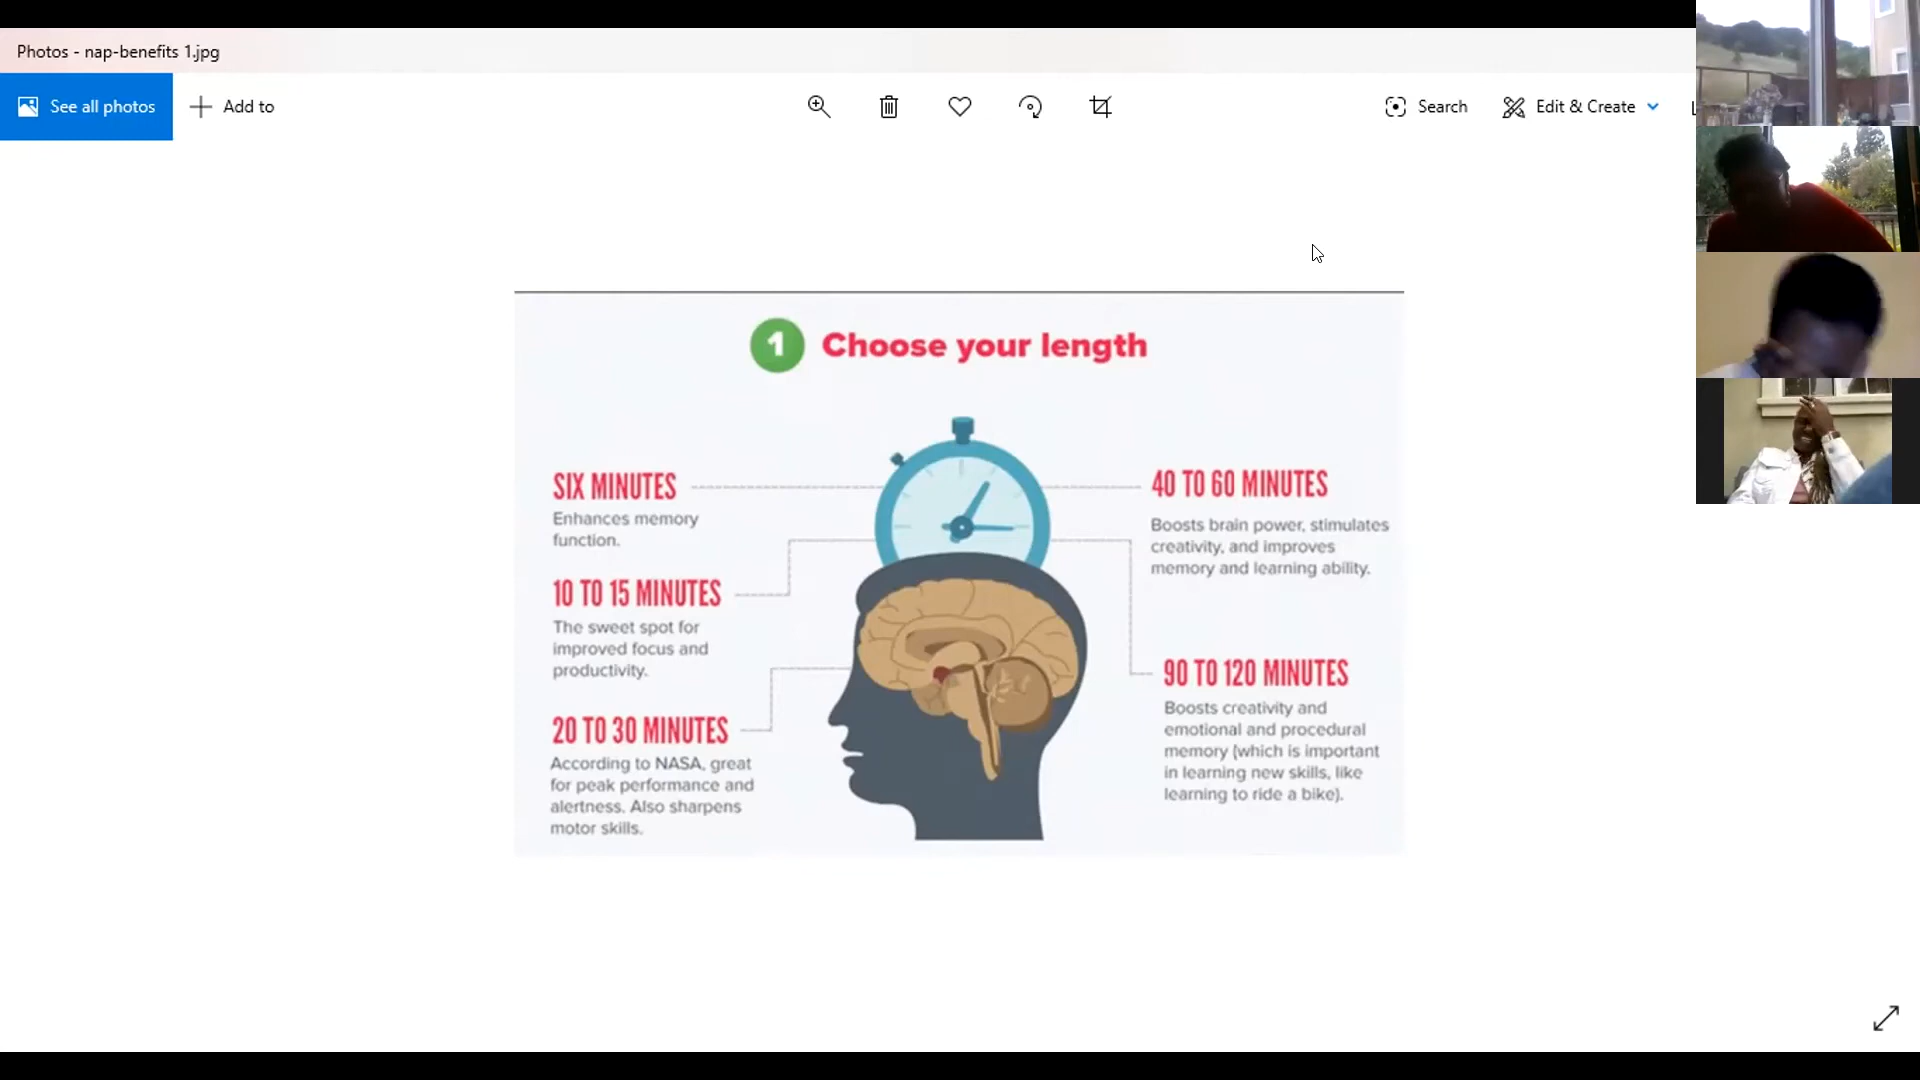 Photos - nap-benefits 1.jpg
See all photos
Add to
Search
Edit & Create
1 Choose your length
SIX MINUTES
Enhances memory
function.
10 TO 15 MINUTES
The sweet spot for
improved focus and
productivity.
20 TO 30 MINUTES
According to NASA, great
for peak performance and
alertness. Also sharpens
motor skills.
40 TO 60 MINUTES
Boosts brain power, stimulates
creativity, and improves
memory and learning ability.
90 TO 120 MINUTES
Boosts creativity and
emotional and procedural
memory (which is important
in learning new skills, like
learning to ride a bike).